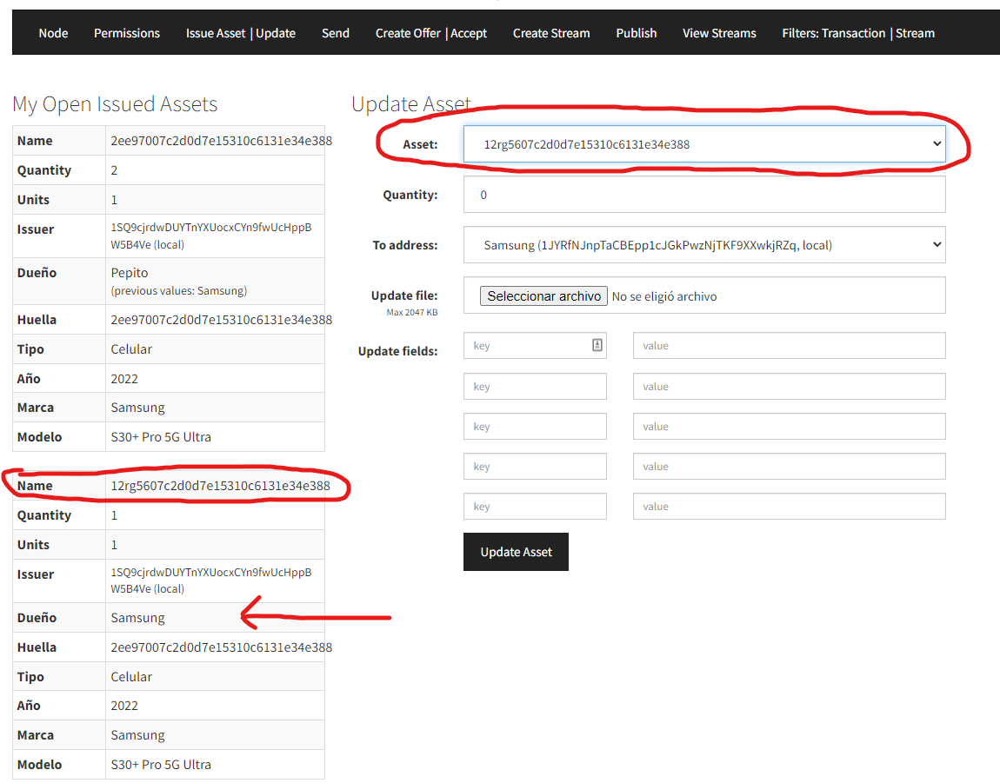 Node Permissions Issue Asset | Update Send Create Offer | Accept Create Stream Publish View Streams Filters: Transaction | Stream
My Open Issued Assets
Name 2ee97007c2d0d7e15310c6131e34e388
Quantity 2
Units 1
Issuer 1SQ9cjrdwDUYTnYXUocxCYn9fwUcHppB
W5B4Ve (local)
Dueño Pepito
(previous values: Samsung)
Huella 2ee97007c2d0d7e15310c6131e34e388
Tipo Celular
Año 2022
Marca Samsung
Modelo S30+ Pro 5G Ultra
Name 12rg5607c2d0d7e15310c6131e34e388
Quantity 1
Units 1
Issuer 1SQ9cjrdwDUYTnYXUocxCYn9fwUcHppB
W5B4Ve (local)
Dueño Samsung
Huella 2ee97007c2d0d7e15310c6131e34e388
Tipo Celular
Año 2022
Marca Samsung
Modelo S30+ Pro 5G Ultra
Update Asset
Asset: 12rg5607c2d0d7e15310c6131e34e388
Quantity: 0
To address: Samsung (1JYRfNJnpTaCBEpp1cJGkPwzNjTKF9XXwkjRZq, local)
Update file: Seleccionar archivo No se eligió archivo
Max 2047 KB
Update fields: key value
key value
key value
key value
key value
Update Asset